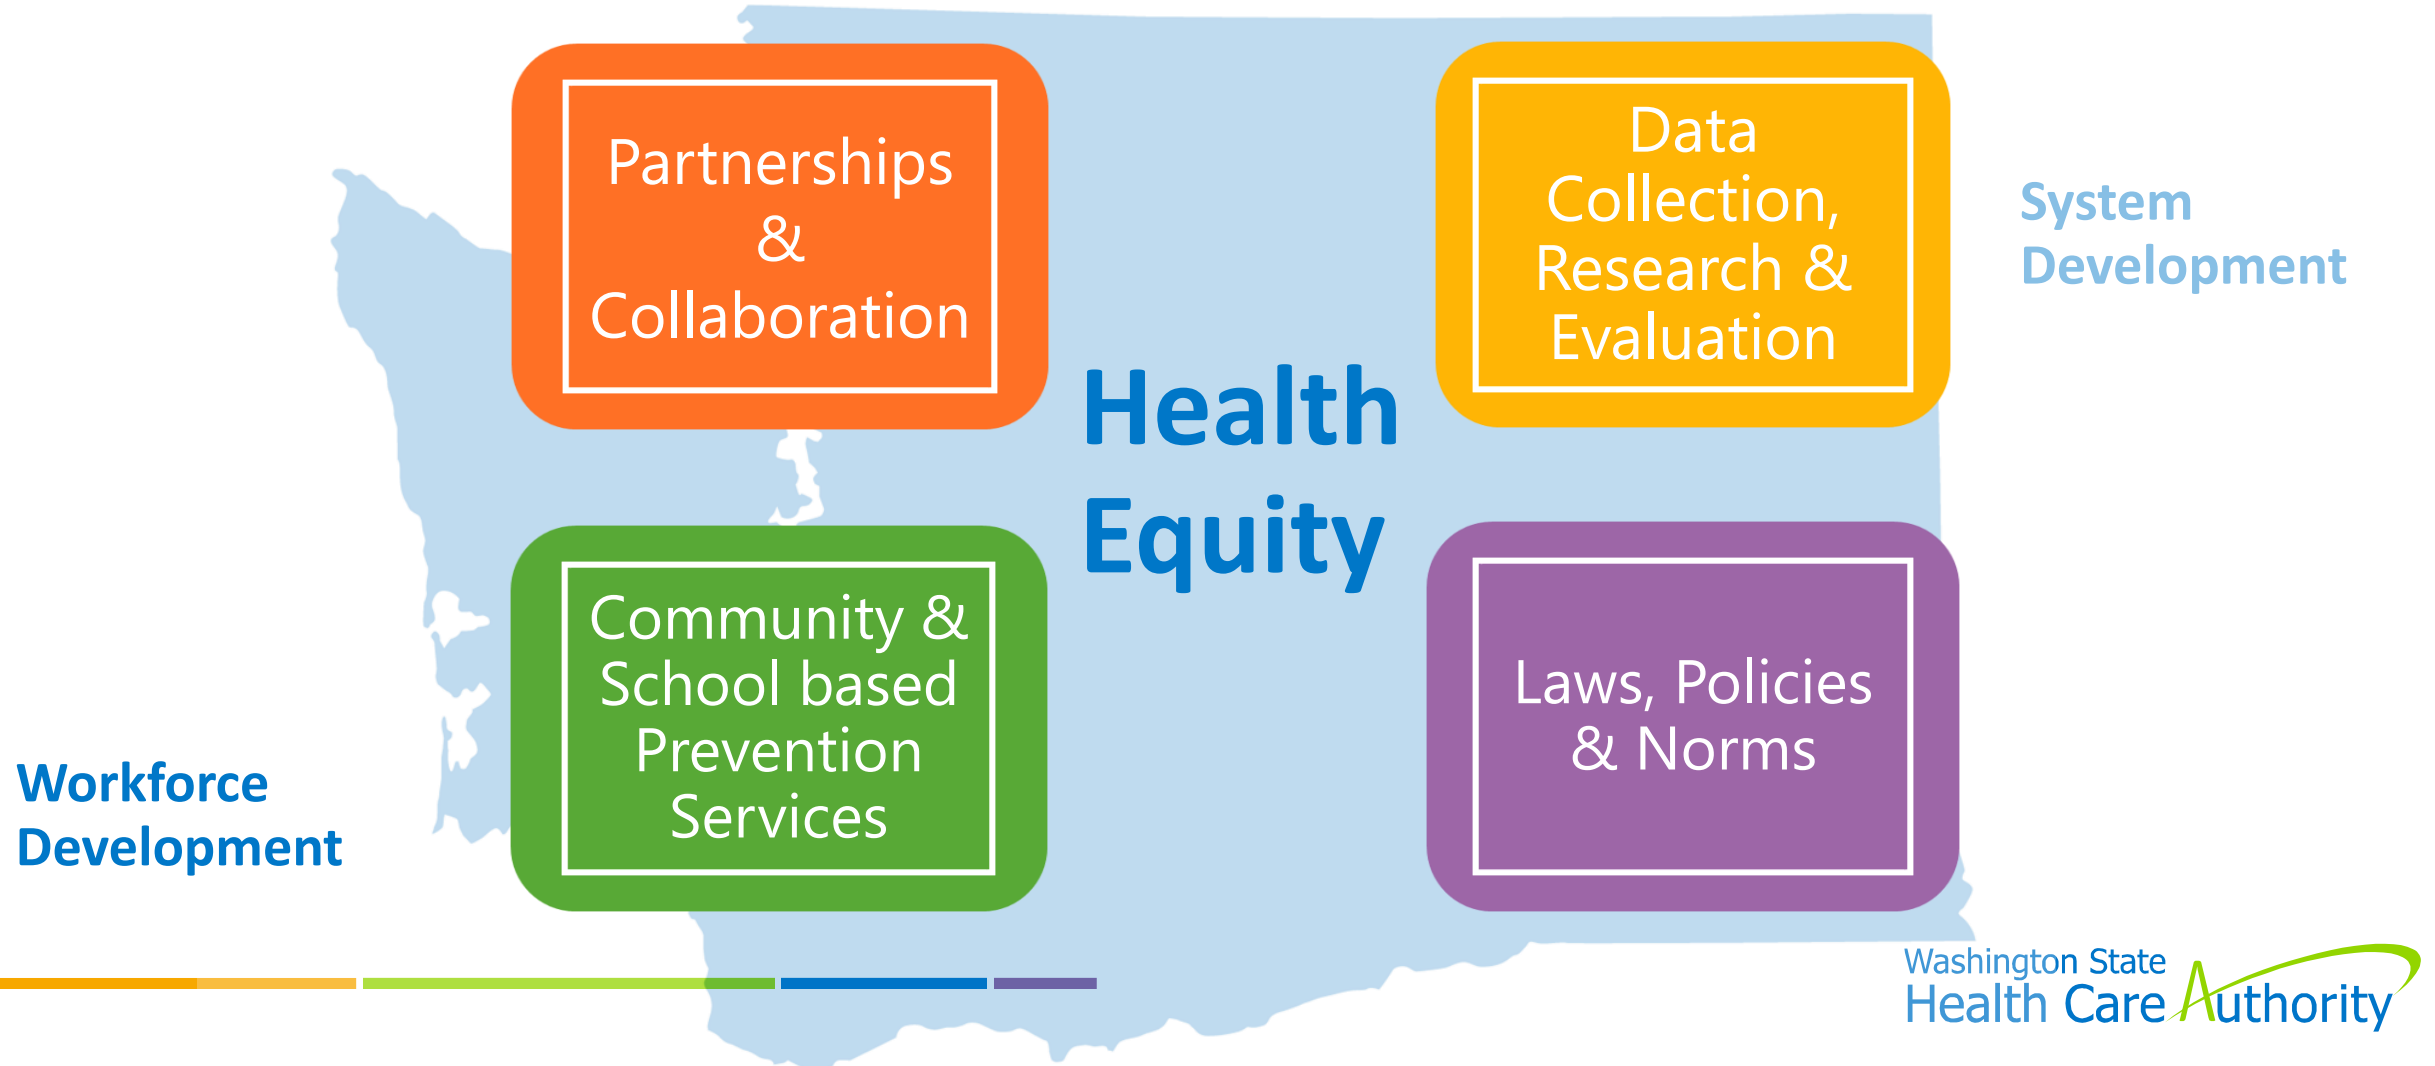 Partnerships
&
Collaboration
Data
Collection,
Research &
Evaluation
System
Development
Health
Equity
Community &
School based
Prevention
Services
Laws, Policies
& Norms
Workforce
Development
Washington State
Health Care Authority